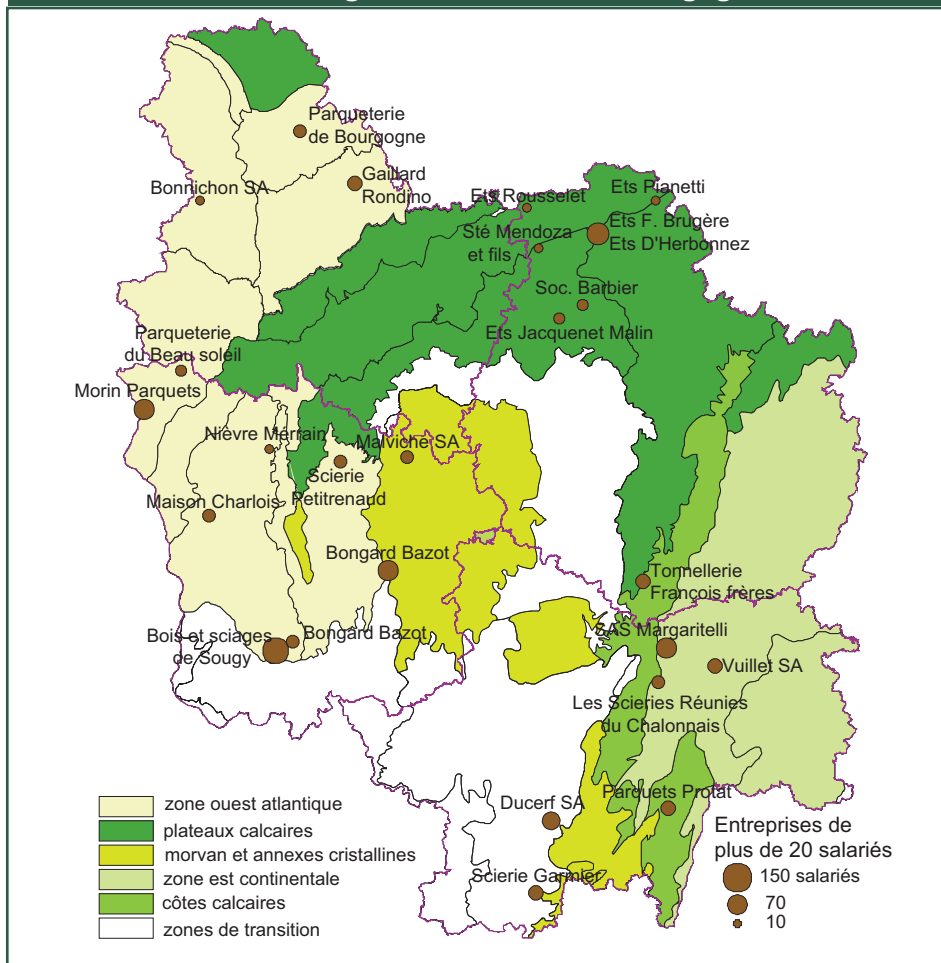 Parqueterie
de Bourgogne
Gaillard
Rondino
Bonnichon SA
Ets Rousselet
Ets Pianetti
Ets F. Brugère
Ets D'Herbonnez
Sté Mendoza
et fils
Soc. Barbier
Ets Jacquenet Malin
Parqueterie
du Beau soleil
Morin Parquets
Nièvre Merrain
Malviche SA
Scierie
Petitrenaud
Maison Charlois
Bongard Bazot
Tonnellerie
François frères
Bois et sciages
de Sougy
Bongard Bazot
SAS Margaritelli
Vuillet SA
Les Scieries Réunies
du Chalonnais
Ducerf SA
Parquets Protat
Scierie Garnier
zone ouest atlantique
plateaux calcaires
morvan et annexes cristallines
zone est continentale
côtes calcaires
zones de transition
Entreprises de
plus de 20 salariés
150 salariés
70
10